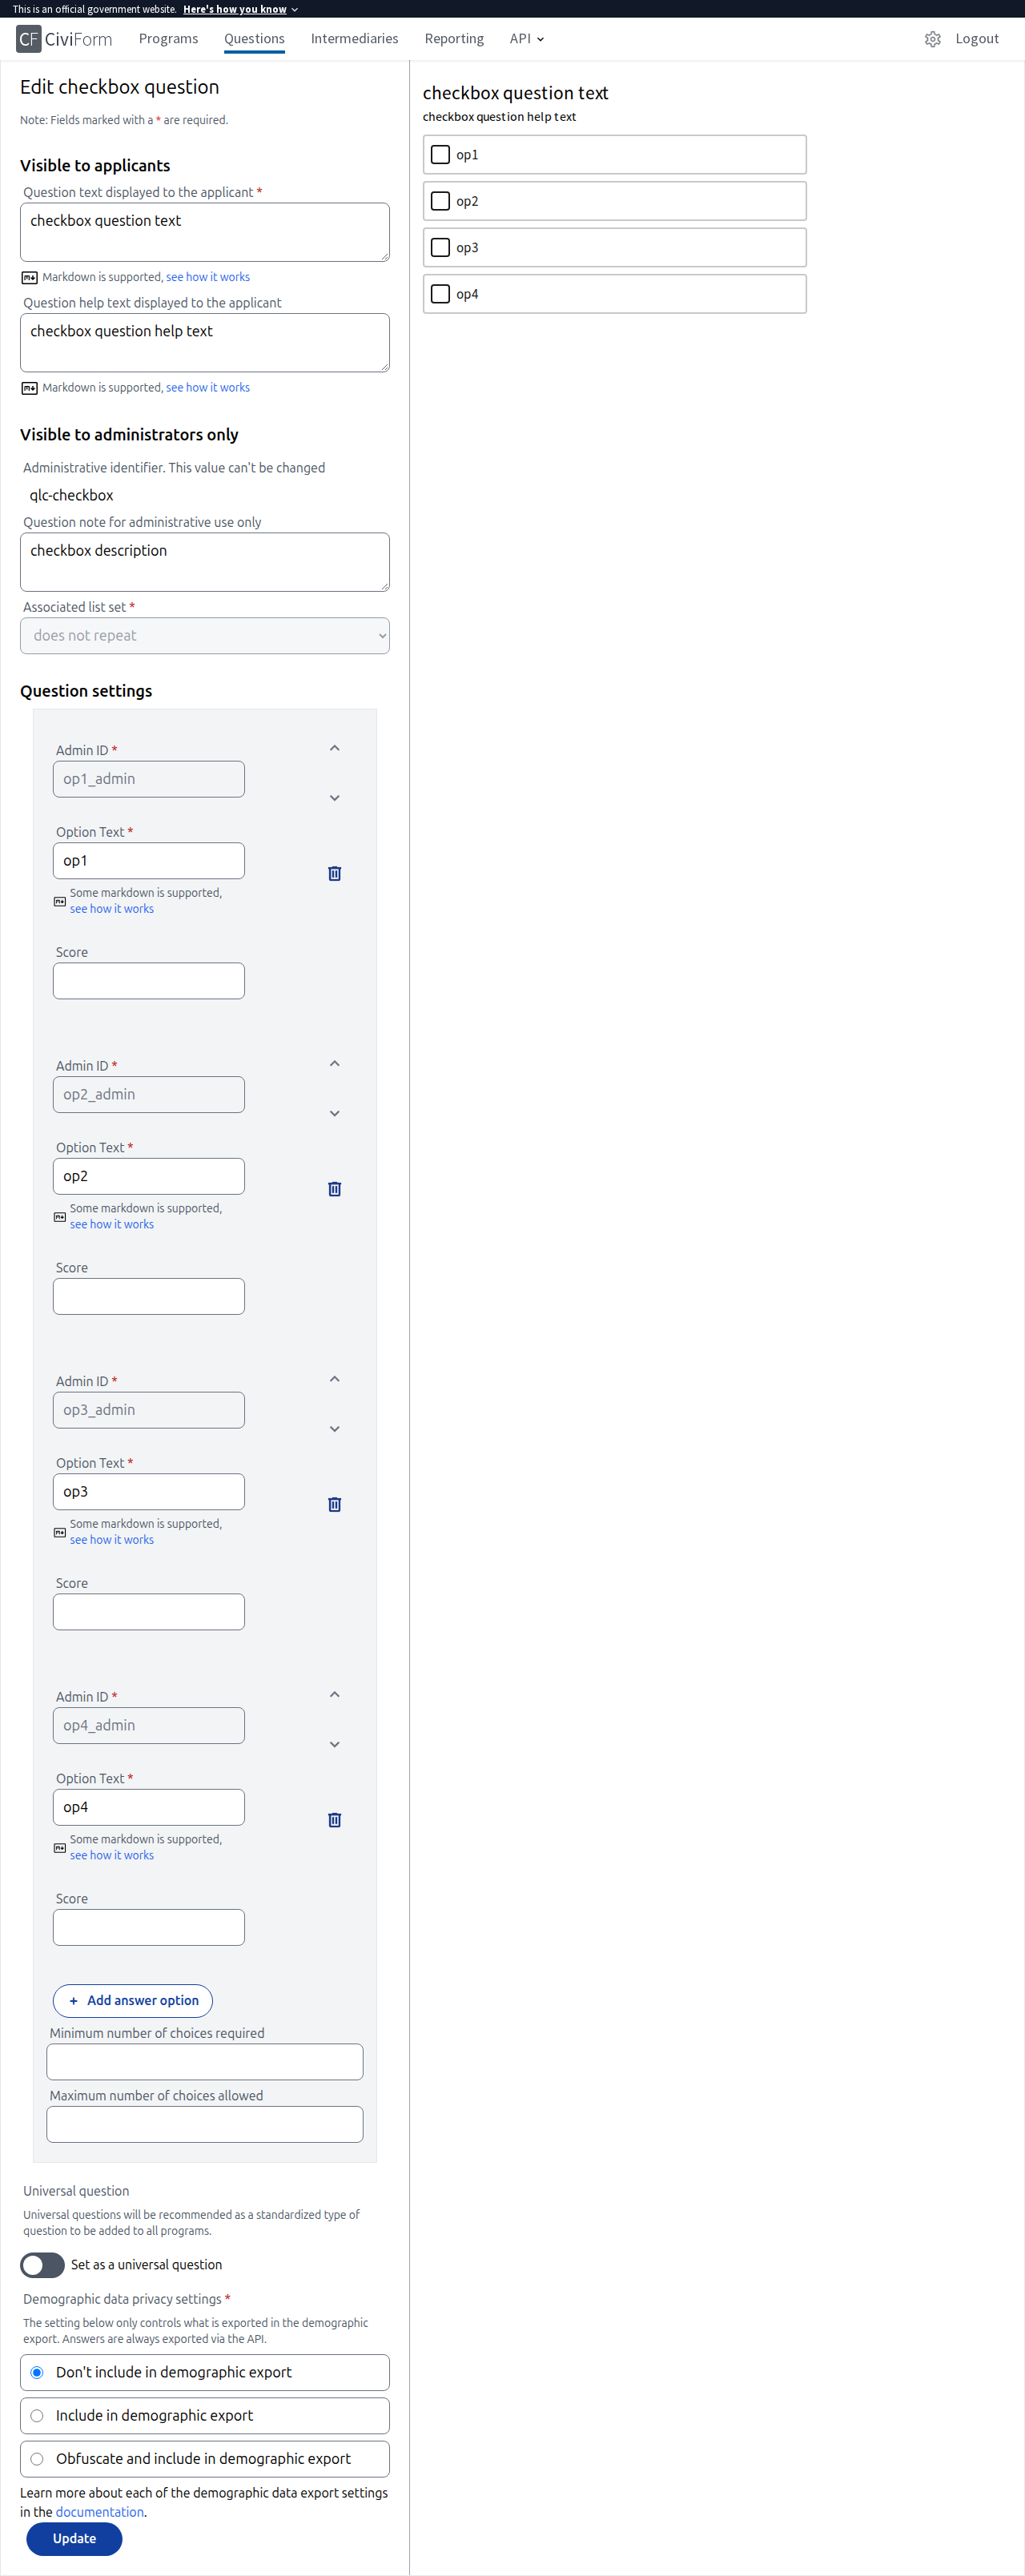 This is an official government website. Here's how you know
CF CiviForm Programs Questions Intermediaries Reporting API Logout
Edit checkbox question
Note: Fields marked with a * are required.
Visible to applicants
Question text displayed to the applicant *
checkbox question text
Markdown is supported, see how it works
Question help text displayed to the applicant
checkbox question help text
Markdown is supported, see how it works
Visible to administrators only
Administrative identifier. This value can't be changed
qlc-checkbox
Question note for administrative use only
checkbox description
Associated list set *
does not repeat
Question settings
Admin ID *
op1_admin
Option Text *
op1
Some markdown is supported,
see how it works
Score
Admin ID *
op2_admin
Option Text *
op2
Some markdown is supported,
see how it works
Score
Admin ID *
op3_admin
Option Text *
op3
Some markdown is supported,
see how it works
Score
Admin ID *
op4_admin
Option Text *
op4
Some markdown is supported,
see how it works
Score
+ Add answer option
Minimum number of choices required
Maximum number of choices allowed
Universal question
Universal questions will be recommended as a standardized type of
question to be added to all programs.
Set as a universal question
Demographic data privacy settings *
The setting below only controls what is exported in the demographic
export. Answers are always exported via the API.
Don't include in demographic export
Include in demographic export
Obfuscate and include in demographic export
Learn more about each of the demographic data export settings
in the documentation.
Update
checkbox question text
checkbox question help text
op1
op2
op3
op4